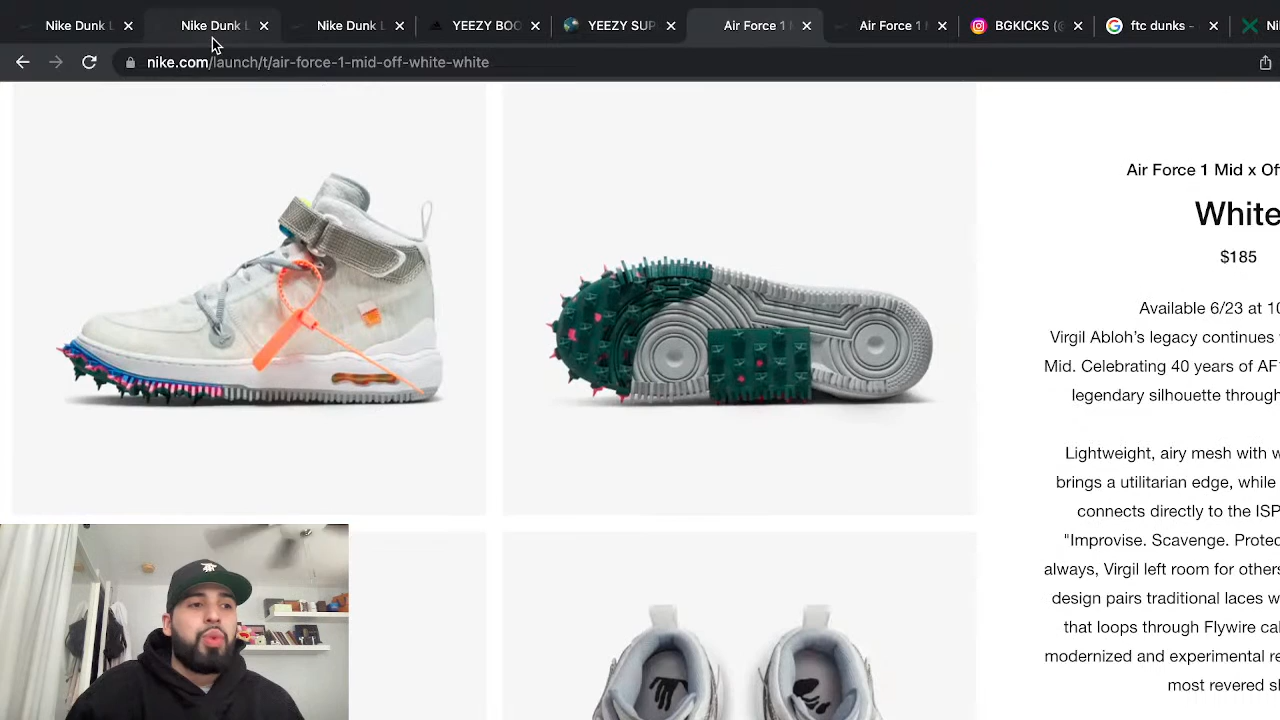 Nike Dunk L
Nike Dunk L
Nike Dunk L
YEEZY BOO
YEEZY SUP
Air Force 1 M
Air Force 1 
BGKICKS (@
ftc dunks –
Ni
nike.com/launch/t/air-force-1-mid-off-white-white
Air Force 1 Mid x Of
White
$185
Available 6/23 at 10
Virgil Abloh's legacy continues
Mid. Celebrating 40 years of AF
legendary silhouette through
Lightweight, airy mesh with w
brings a utilitarian edge, while
connects directly to the ISP
"Improvise. Scavenge. Protec
always, Virgil left room for others
design pairs traditional laces w
that loops through Flywire cal
modernized and experimental re
most revered si